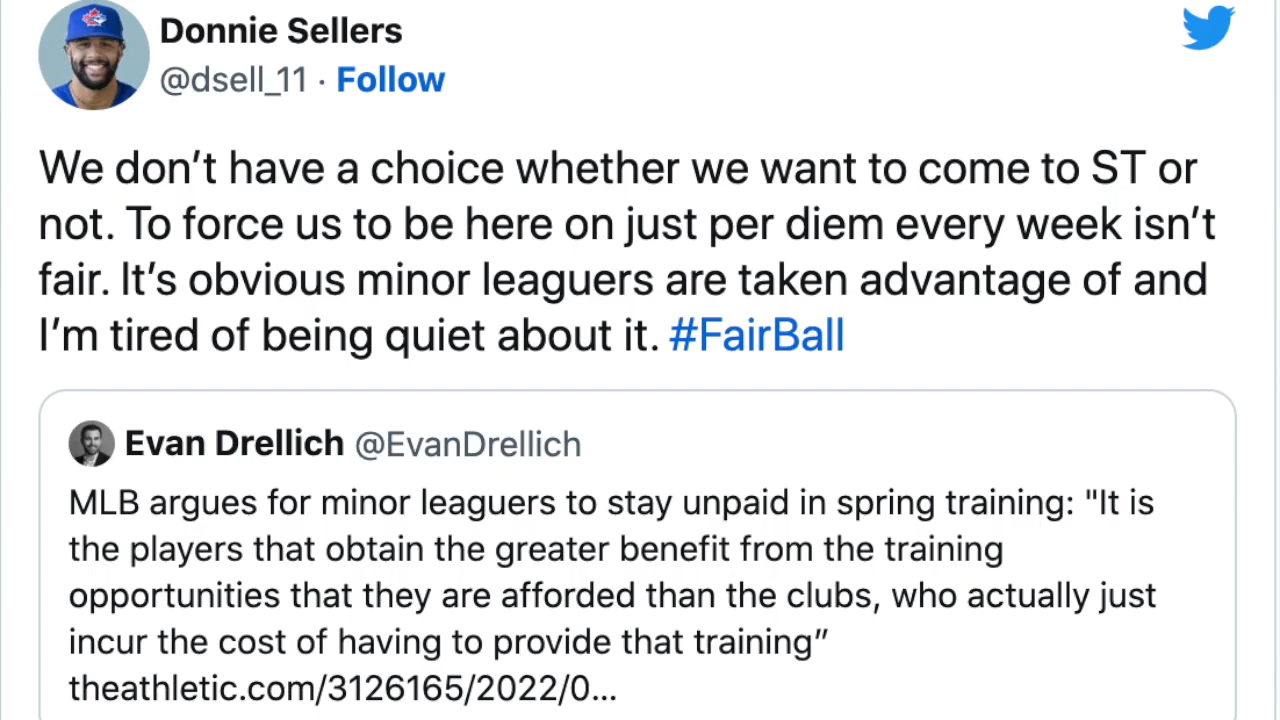 Donnie Sellers
@dsell_11 · Follow
We don’t have a choice whether we want to come to ST or
not. To force us to be here on just per diem every week isn’t
fair. It’s obvious minor leaguers are taken advantage of and
I’m tired of being quiet about it. #FairBall
Evan Drellich @EvanDrellich
MLB argues for minor leaguers to stay unpaid in spring training: "It is
the players that obtain the greater benefit from the training
opportunities that they are afforded than the clubs, who actually just
incur the cost of having to provide that training”
theathletic.com/3126165/2022/0...